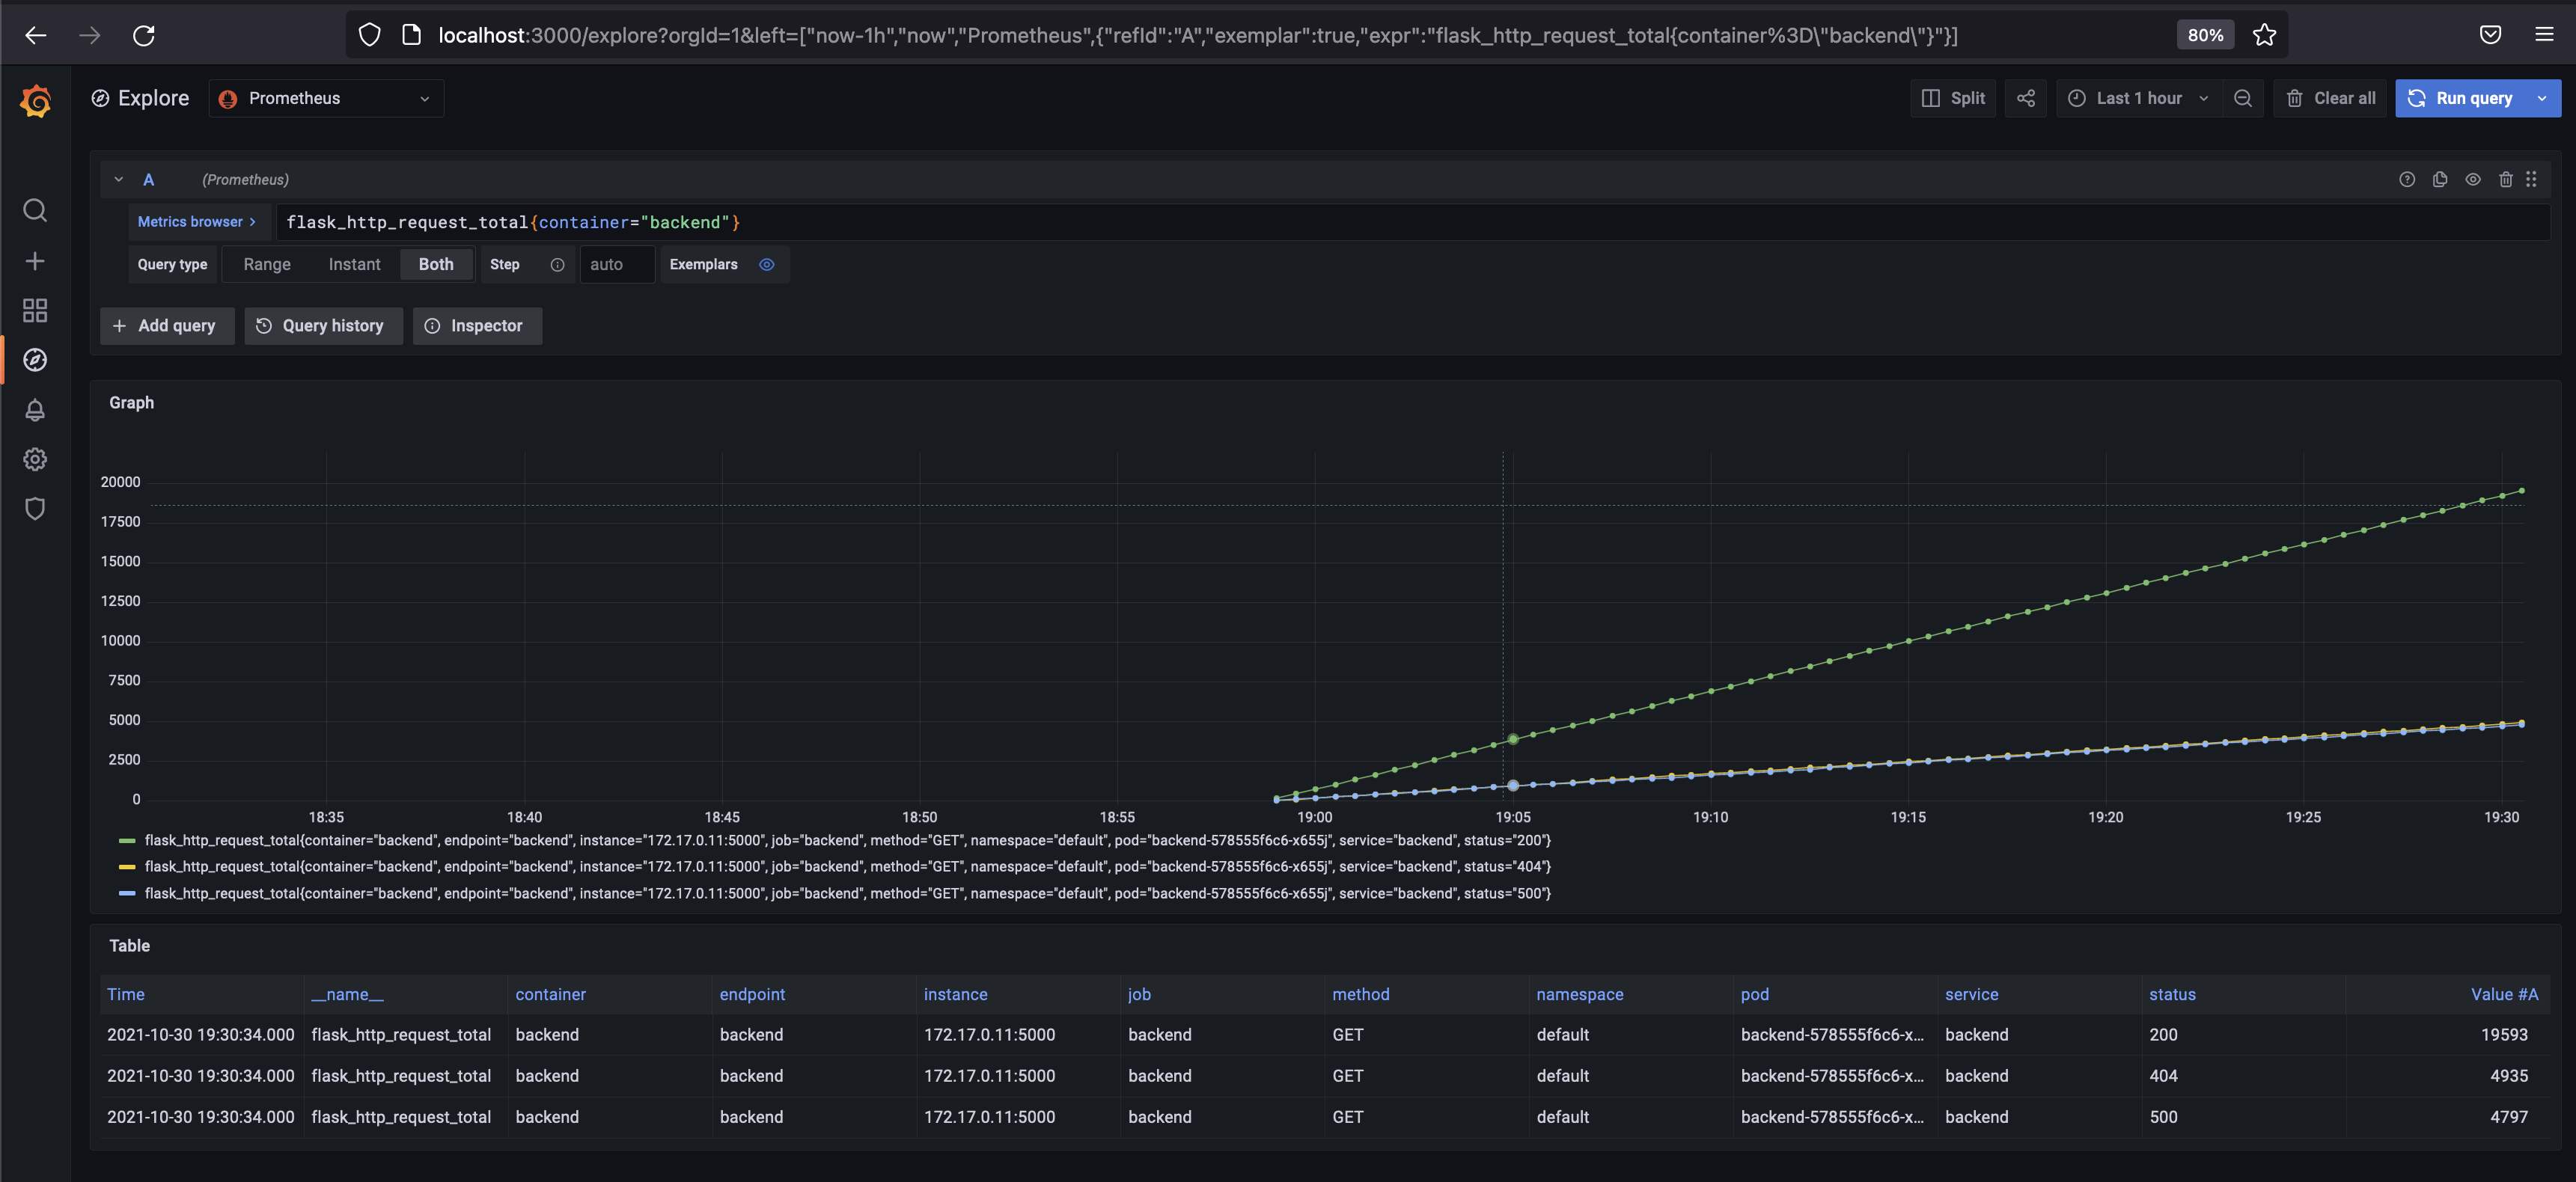 localhost:3000/explore?orgId=1&left=["now-1h","now","Prometheus",{"refId":"A","exemplar":true,"expr":"flask_http_request_total{container%3D\"backend\"}"}]
80%
Explore
Prometheus
Split
Last 1 hour
Clear all
Run query
A
(Prometheus)
Metrics browser >
flask_http_request_total{container="backend"}
Query type
Range
Instant
Both
Step
auto
Exemplars
+ Add query
Query history
Inspector
Graph
20000
17500
15000
12500
10000
7500
5000
2500
0
18:35 18:40 18:45 18:50 18:55 19:00 19:05 19:10 19:15 19:20 19:25 19:30
flask_http_request_total{container="backend", endpoint="backend", instance="172.17.0.11:5000", job="backend", method="GET", namespace="default", pod="backend-578555f6c6-x655j", service="backend", status="200"}
flask_http_request_total{container="backend", endpoint="backend", instance="172.17.0.11:5000", job="backend", method="GET", namespace="default", pod="backend-578555f6c6-x655j", service="backend", status="404"}
flask_http_request_total{container="backend", endpoint="backend", instance="172.17.0.11:5000", job="backend", method="GET", namespace="default", pod="backend-578555f6c6-x655j", service="backend", status="500"}
Table
Time __name__ container endpoint instance job method namespace pod service status Value #A
2021-10-30 19:30:34.000 flask_http_request_total backend backend 172.17.0.11:5000 backend GET default backend-578555f6c6-x... backend 200 19593
2021-10-30 19:30:34.000 flask_http_request_total backend backend 172.17.0.11:5000 backend GET default backend-578555f6c6-x... backend 404 4935
2021-10-30 19:30:34.000 flask_http_request_total backend backend 172.17.0.11:5000 backend GET default backend-578555f6c6-x... backend 500 4797